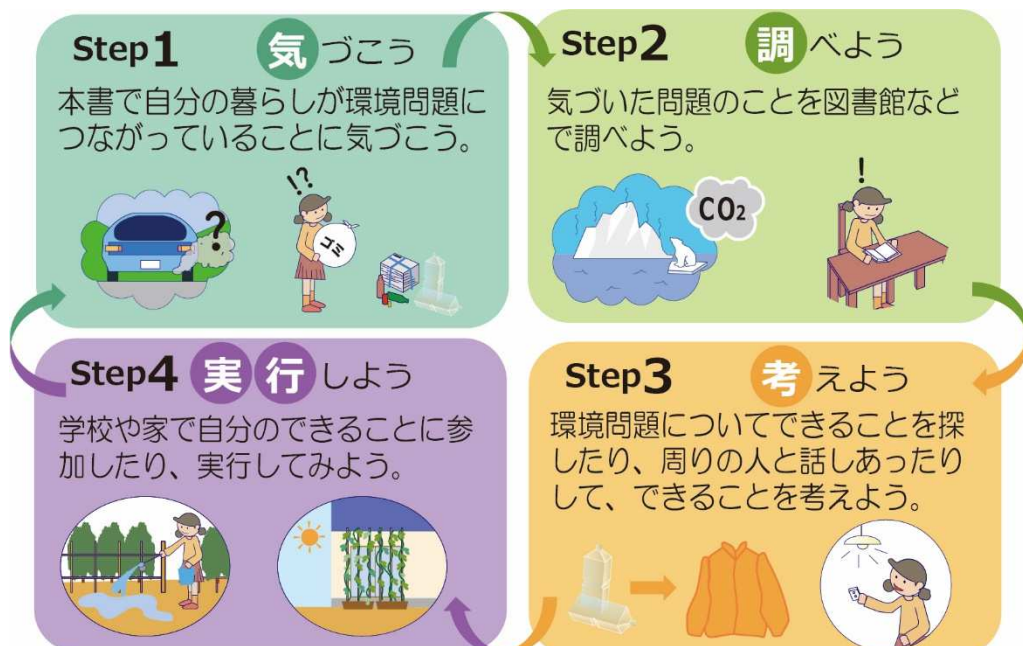 Step1 気づこう
本書で自分の暮らしが環境問題に
つながっていることに気づこう。
?
!?
ゴミ
Step2 調べよう
気づいた問題のことを図書館など
で調べよう。
CO₂
!
Step3 考えよう
環境問題についてできることを探
したり、周りの人と話しあったり
して、できることを考えよう。
Step4 実行しよう
学校や家で自分のできることに参
加したり、実行してみよう。